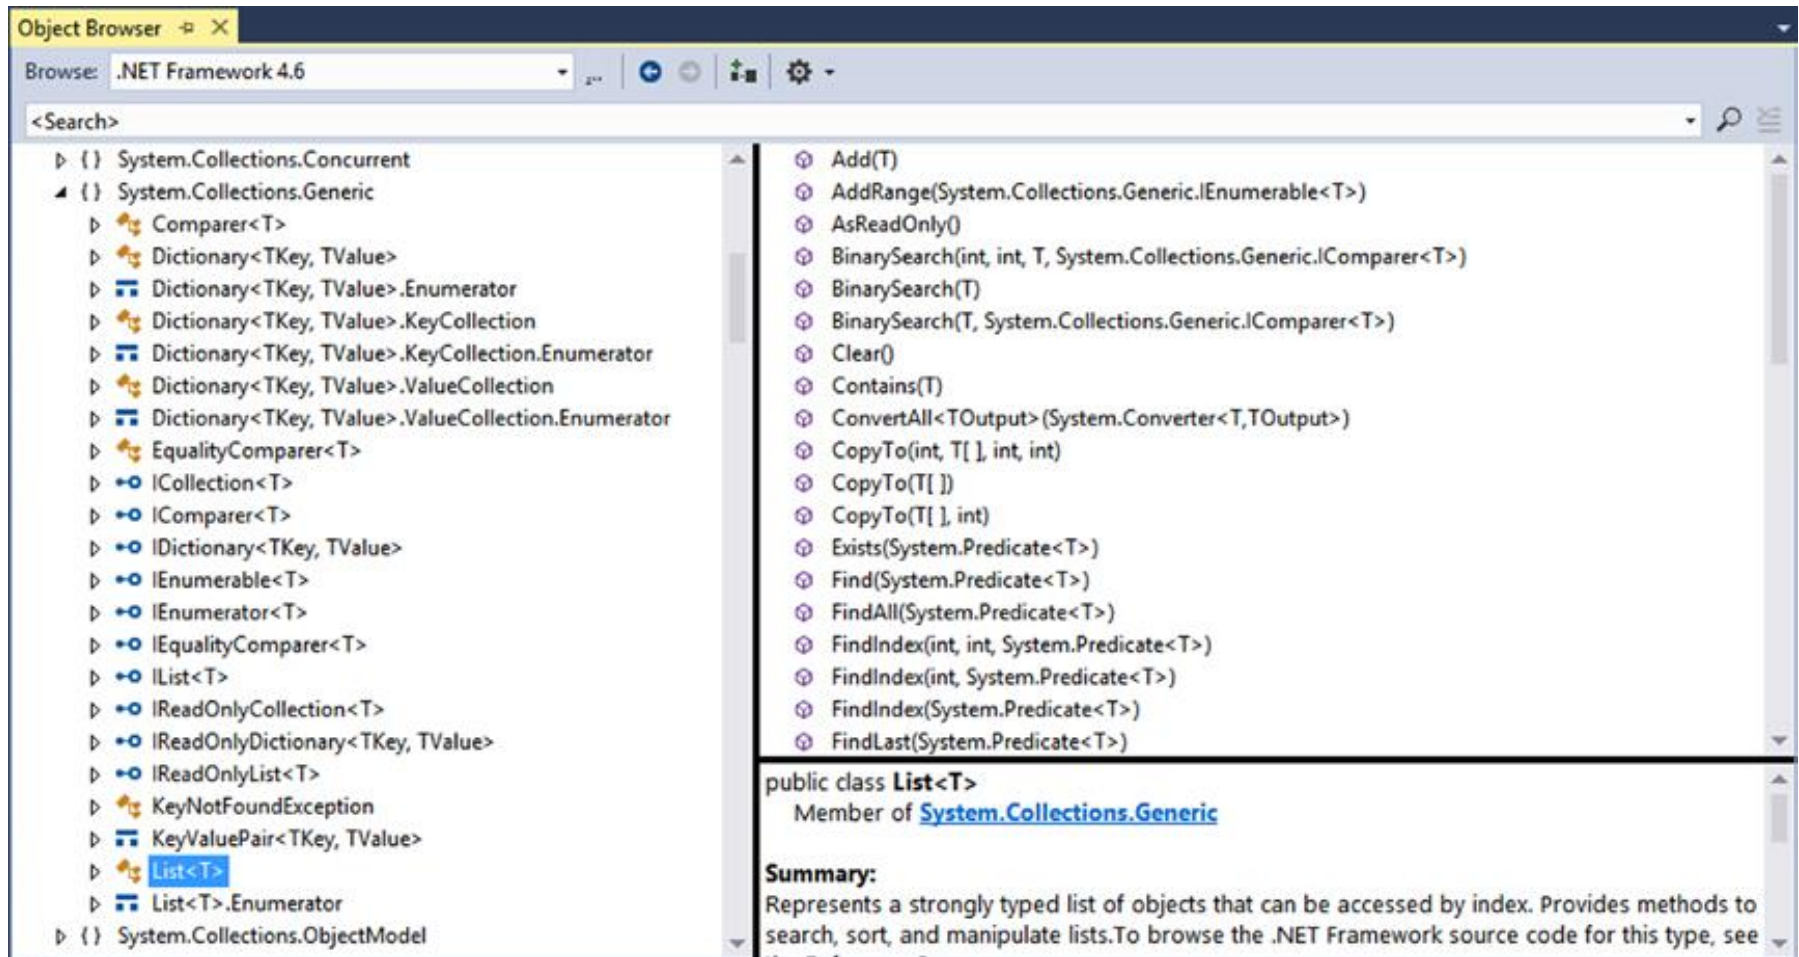 Object Browser
Browse: .NET Framework 4.6
<Search>
{ } System.Collections.Concurrent
{ } System.Collections.Generic
Comparer<T>
Dictionary<TKey, TValue>
Dictionary<TKey, TValue>.Enumerator
Dictionary<TKey, TValue>.KeyCollection
Dictionary<TKey, TValue>.KeyCollection.Enumerator
Dictionary<TKey, TValue>.ValueCollection
Dictionary<TKey, TValue>.ValueCollection.Enumerator
EqualityComparer<T>
ICollection<T>
IComparer<T>
IDictionary<TKey, TValue>
IEnumerable<T>
IEnumerator<T>
IEqualityComparer<T>
IList<T>
IReadOnlyCollection<T>
IReadOnlyDictionary<TKey, TValue>
IReadOnlyList<T>
KeyNotFoundException
KeyValuePair<TKey, TValue>
List<T>
List<T>.Enumerator
{ } System.Collections.ObjectModel
Add(T)
AddRange(System.Collections.Generic.IEnumerable<T>)
AsReadOnly()
BinarySearch(int, int, T, System.Collections.Generic.IComparer<T>)
BinarySearch(T)
BinarySearch(T, System.Collections.Generic.IComparer<T>)
Clear()
Contains(T)
ConvertAll<TOutput>(System.Converter<T,TOutput>)
CopyTo(int, T[ ], int, int)
CopyTo(T[ ])
CopyTo(T[ ], int)
Exists(System.Predicate<T>)
Find(System.Predicate<T>)
FindAll(System.Predicate<T>)
FindIndex(int, int, System.Predicate<T>)
FindIndex(int, System.Predicate<T>)
FindIndex(System.Predicate<T>)
FindLast(System.Predicate<T>)
public class List<T>
Member of System.Collections.Generic
Summary:
Represents a strongly typed list of objects that can be accessed by index. Provides methods to
search, sort, and manipulate lists.To browse the .NET Framework source code for this type, see